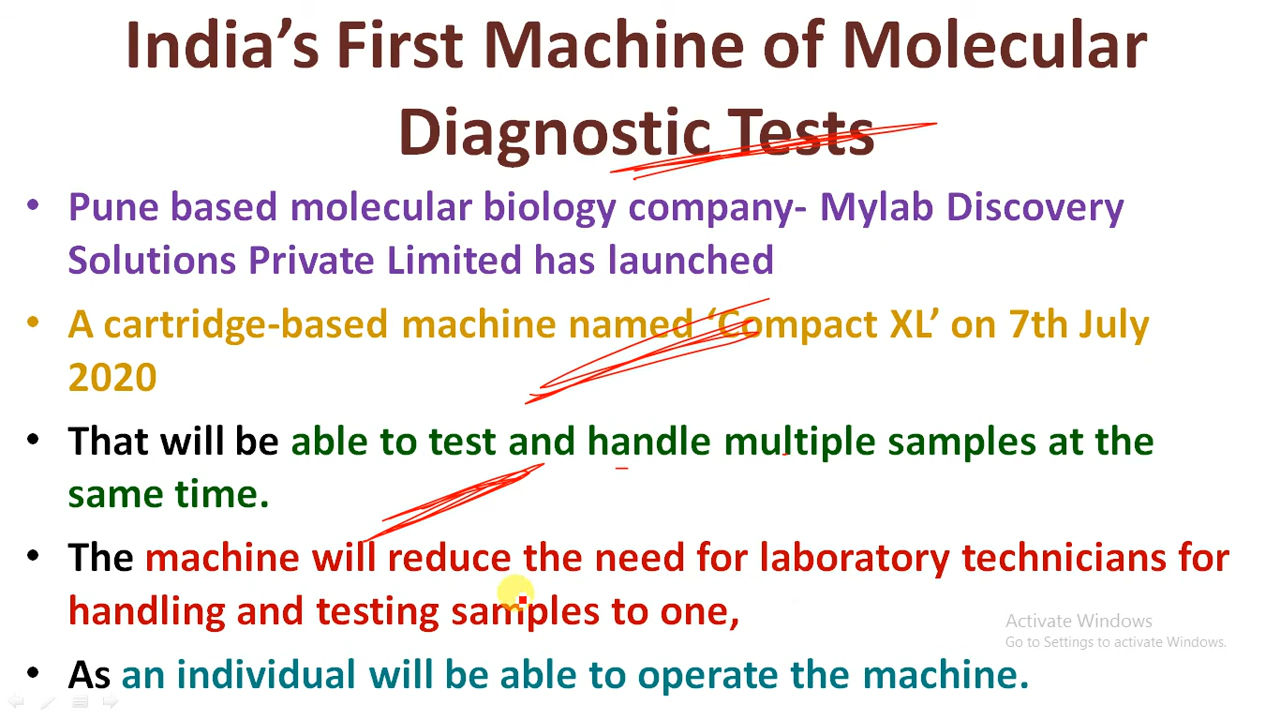 India's First Machine of Molecular
Diagnostic Tests
• Pune based molecular biology company- Mylab Discovery
Solutions Private Limited has launched
• A cartridge-based machine named ‘Compact XL’ on 7th July
2020
• That will be able to test and handle multiple samples at the
same time.
• The machine will reduce the need for laboratory technicians for
handling and testing samples to one,
Activate Windows
Go to Settings to activate Windows.
• As an individual will be able to operate the machine.